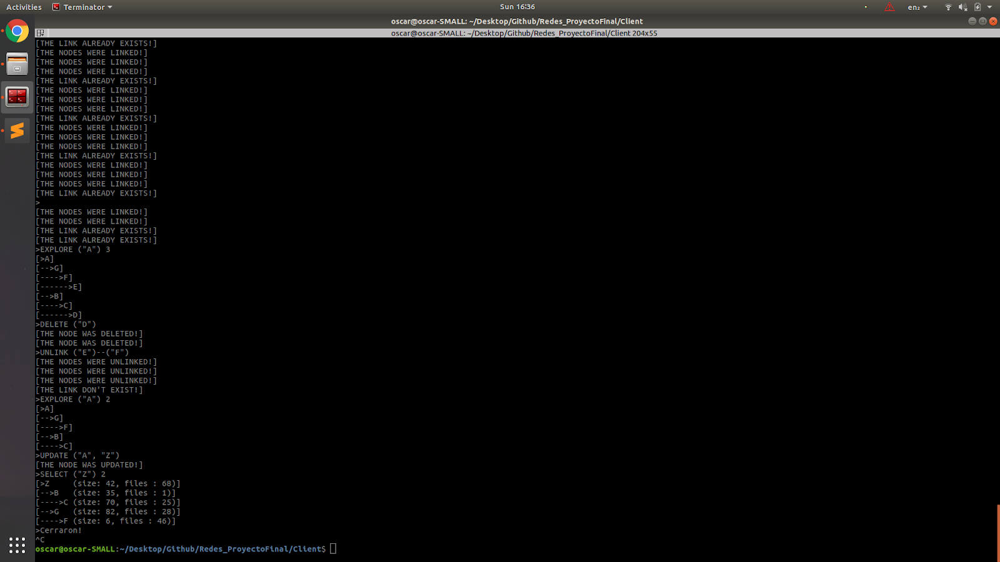 Activities Terminator Sun 16:36 en₂
oscar@oscar-SMALL: ~/Desktop/Github/Redes_ProyectoFinal/Client
oscar@oscar-SMALL: ~/Desktop/Github/Redes_ProyectoFinal/Client 204x55
[THE LINK ALREADY EXISTS!]
[THE NODES WERE LINKED!]
[THE NODES WERE LINKED!]
[THE NODES WERE LINKED!]
[THE LINK ALREADY EXISTS!]
[THE NODES WERE LINKED!]
[THE NODES WERE LINKED!]
[THE NODES WERE LINKED!]
[THE LINK ALREADY EXISTS!]
[THE NODES WERE LINKED!]
[THE NODES WERE LINKED!]
[THE NODES WERE LINKED!]
[THE LINK ALREADY EXISTS!]
[THE NODES WERE LINKED!]
[THE NODES WERE LINKED!]
[THE NODES WERE LINKED!]
[THE LINK ALREADY EXISTS!]
>
[THE NODES WERE LINKED!]
[THE NODES WERE LINKED!]
[THE LINK ALREADY EXISTS!]
[THE LINK ALREADY EXISTS!]
>EXPLORE ("A") 3
[>A]
[-->G]
[---->F]
[------>E]
[-->B]
[---->C]
[------>D]
>DELETE ("D")
[THE NODE WAS DELETED!]
[THE NODE WAS DELETED!]
>UNLINK ("E")--("F")
[THE NODES WERE UNLINKED!]
[THE NODES WERE UNLINKED!]
[THE NODES WERE UNLINKED!]
[THE LINK DON'T EXIST!]
>EXPLORE ("A") 2
[>A]
[-->G]
[---->F]
[-->B]
[---->C]
>UPDATE ("A", "Z")
[THE NODE WAS UPDATED!]
>SELECT ("Z") 2
[>Z     (size: 42, files : 68)]
[-->B   (size: 35, files : 1)]
[---->C (size: 70, files : 25)]
[-->G   (size: 82, files : 28)]
[---->F (size: 6, files : 46)]
>Cerraron!
^C
oscar@oscar-SMALL:~/Desktop/Github/Redes_ProyectoFinal/Client$